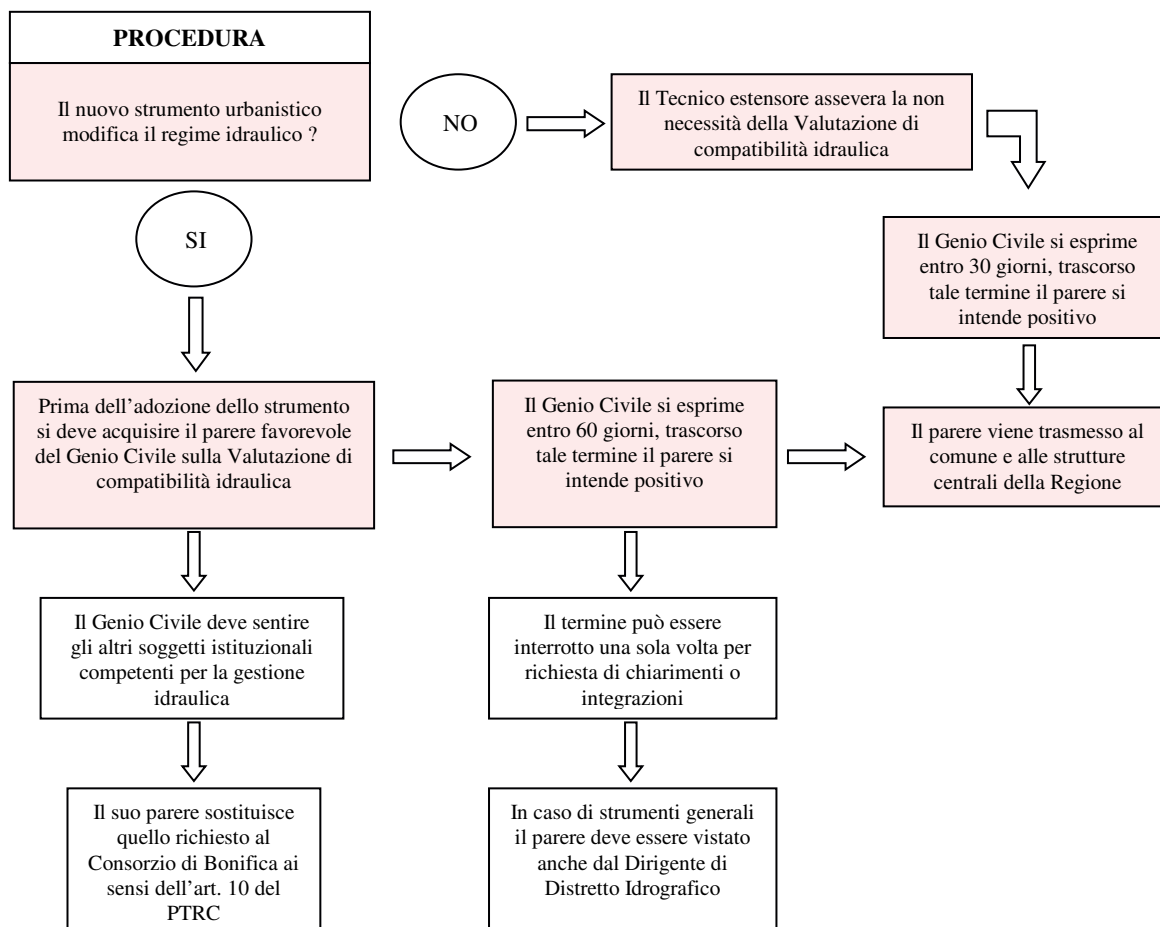 PROCEDURA
Il nuovo strumento urbanistico
modifica il regime idraulico ?
NO
Il Tecnico estensore assevera la non
necessità della Valutazione di
compatibilità idraulica
SI
Il Genio Civile si esprime
entro 30 giorni, trascorso
tale termine il parere si
intende positivo
Prima dell’adozione dello strumento
si deve acquisire il parere favorevole
del Genio Civile sulla Valutazione di
compatibilità idraulica
Il Genio Civile si esprime
entro 60 giorni, trascorso
tale termine il parere si
intende positivo
Il parere viene trasmesso al
comune e alle strutture
centrali della Regione
Il Genio Civile deve sentire
gli altri soggetti istituzionali
competenti per la gestione
idraulica
Il termine può essere
interrotto una sola volta per
richiesta di chiarimenti o
integrazioni
Il suo parere sostituisce
quello richiesto al
Consorzio di Bonifica ai
sensi dell’art. 10 del
PTRC
In caso di strumenti generali
il parere deve essere vistato
anche dal Dirigente di
Distretto Idrografico